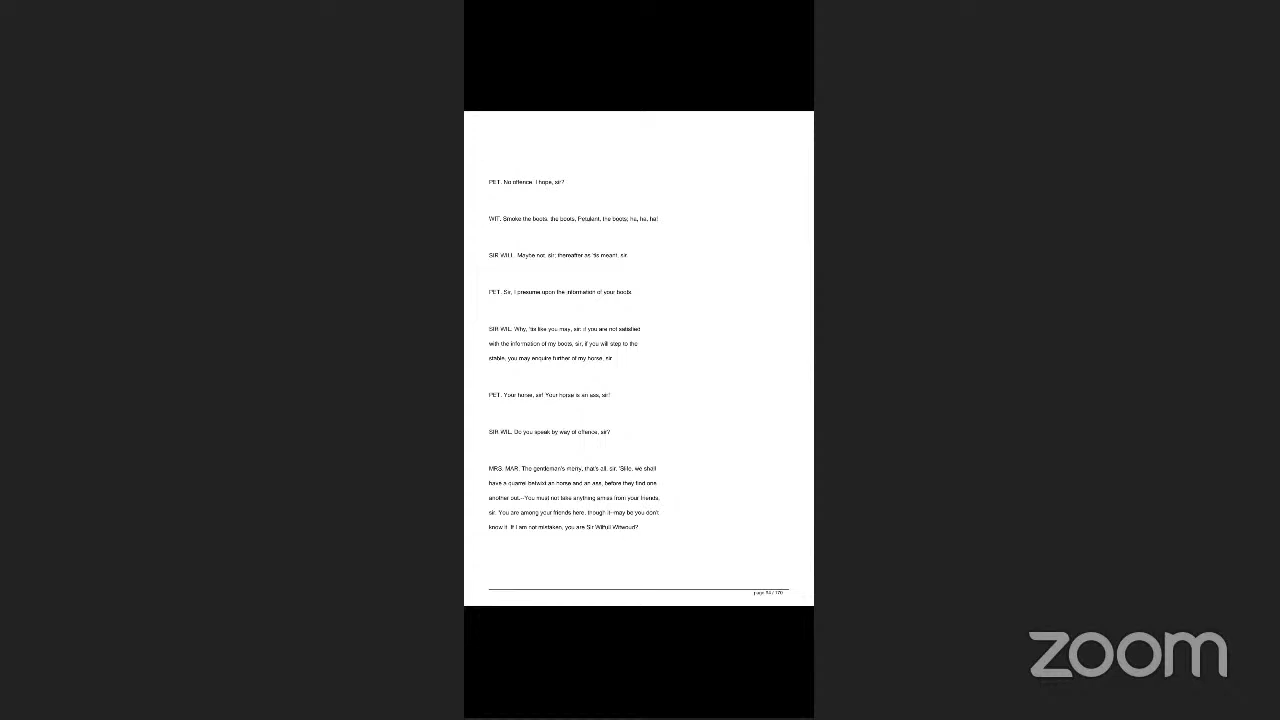 PET. No offence, I hope, sir?
WIT. Smoke the boots, the boots, Petulant, the boots; ha, ha, ha!
SIR WILL. Maybe not, sir; thereafter as 'tis meant, sir.
PET. Sir, I presume upon the information of your boots.
SIR WIL. Why, 'tis like you may, sir: if you are not satisfied
with the information of my boots, sir, if you will step to the
stable, you may enquire further of my horse, sir.
PET. Your horse, sir! Your horse is an ass, sir!
SIR WIL. Do you speak by way of offence, sir?
MRS. MAR. The gentleman's merry, that's all, sir. 'Slife, we shall
have a quarrel betwixt an horse and an ass, before they find one
another out.--You must not take anything amiss from your friends,
sir. You are among your friends here, though it--may be you don't
know it. If I am not mistaken, you are Sir Wilfull Witwoud?
page 94 / 170
zoom